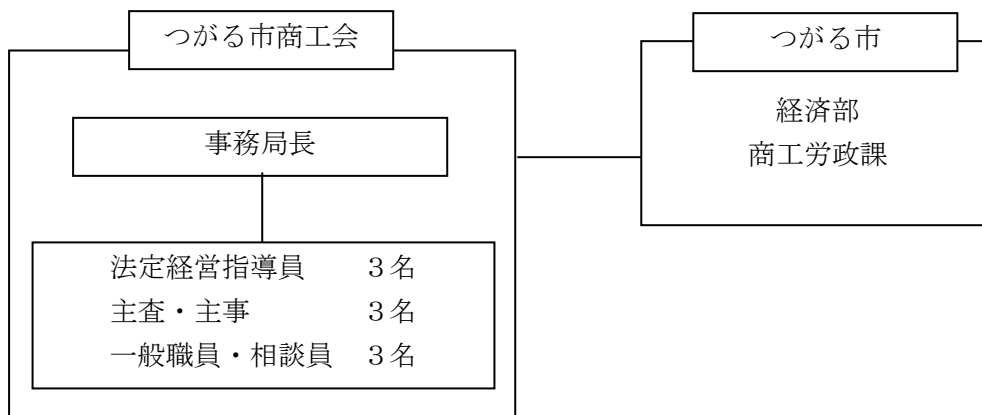 つがる市商工会
事務局長
法定経営指導員　　３名
主査・主事　　　　３名
一般職員・相談員　３名
つがる市
経済部
商工労政課